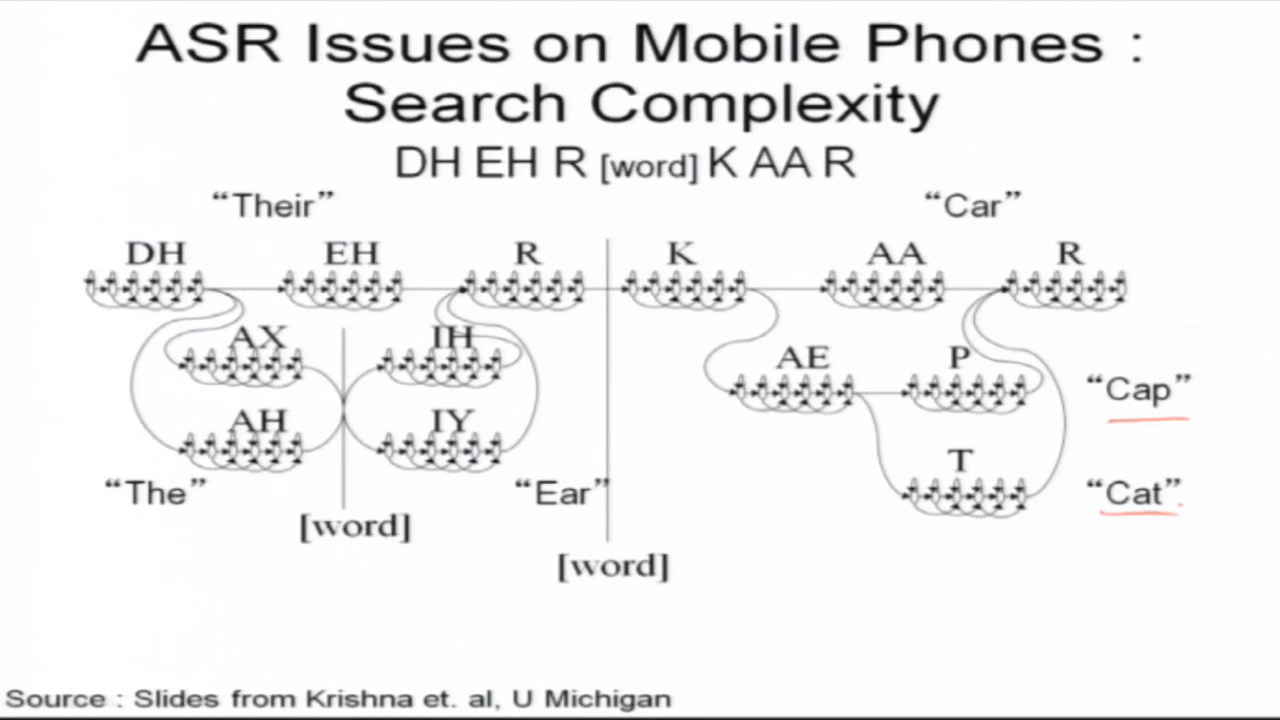 ASR Issues on Mobile Phones :
Search Complexity
DH EH R [word] K AA R
“Their” “Car”
DH EH R K AA R
AX IH AE P “Cap”
AH IY T
“The” “Ear” “Cat”
[word]
[word]
Source : Slides from Krishna et. al, U Michigan